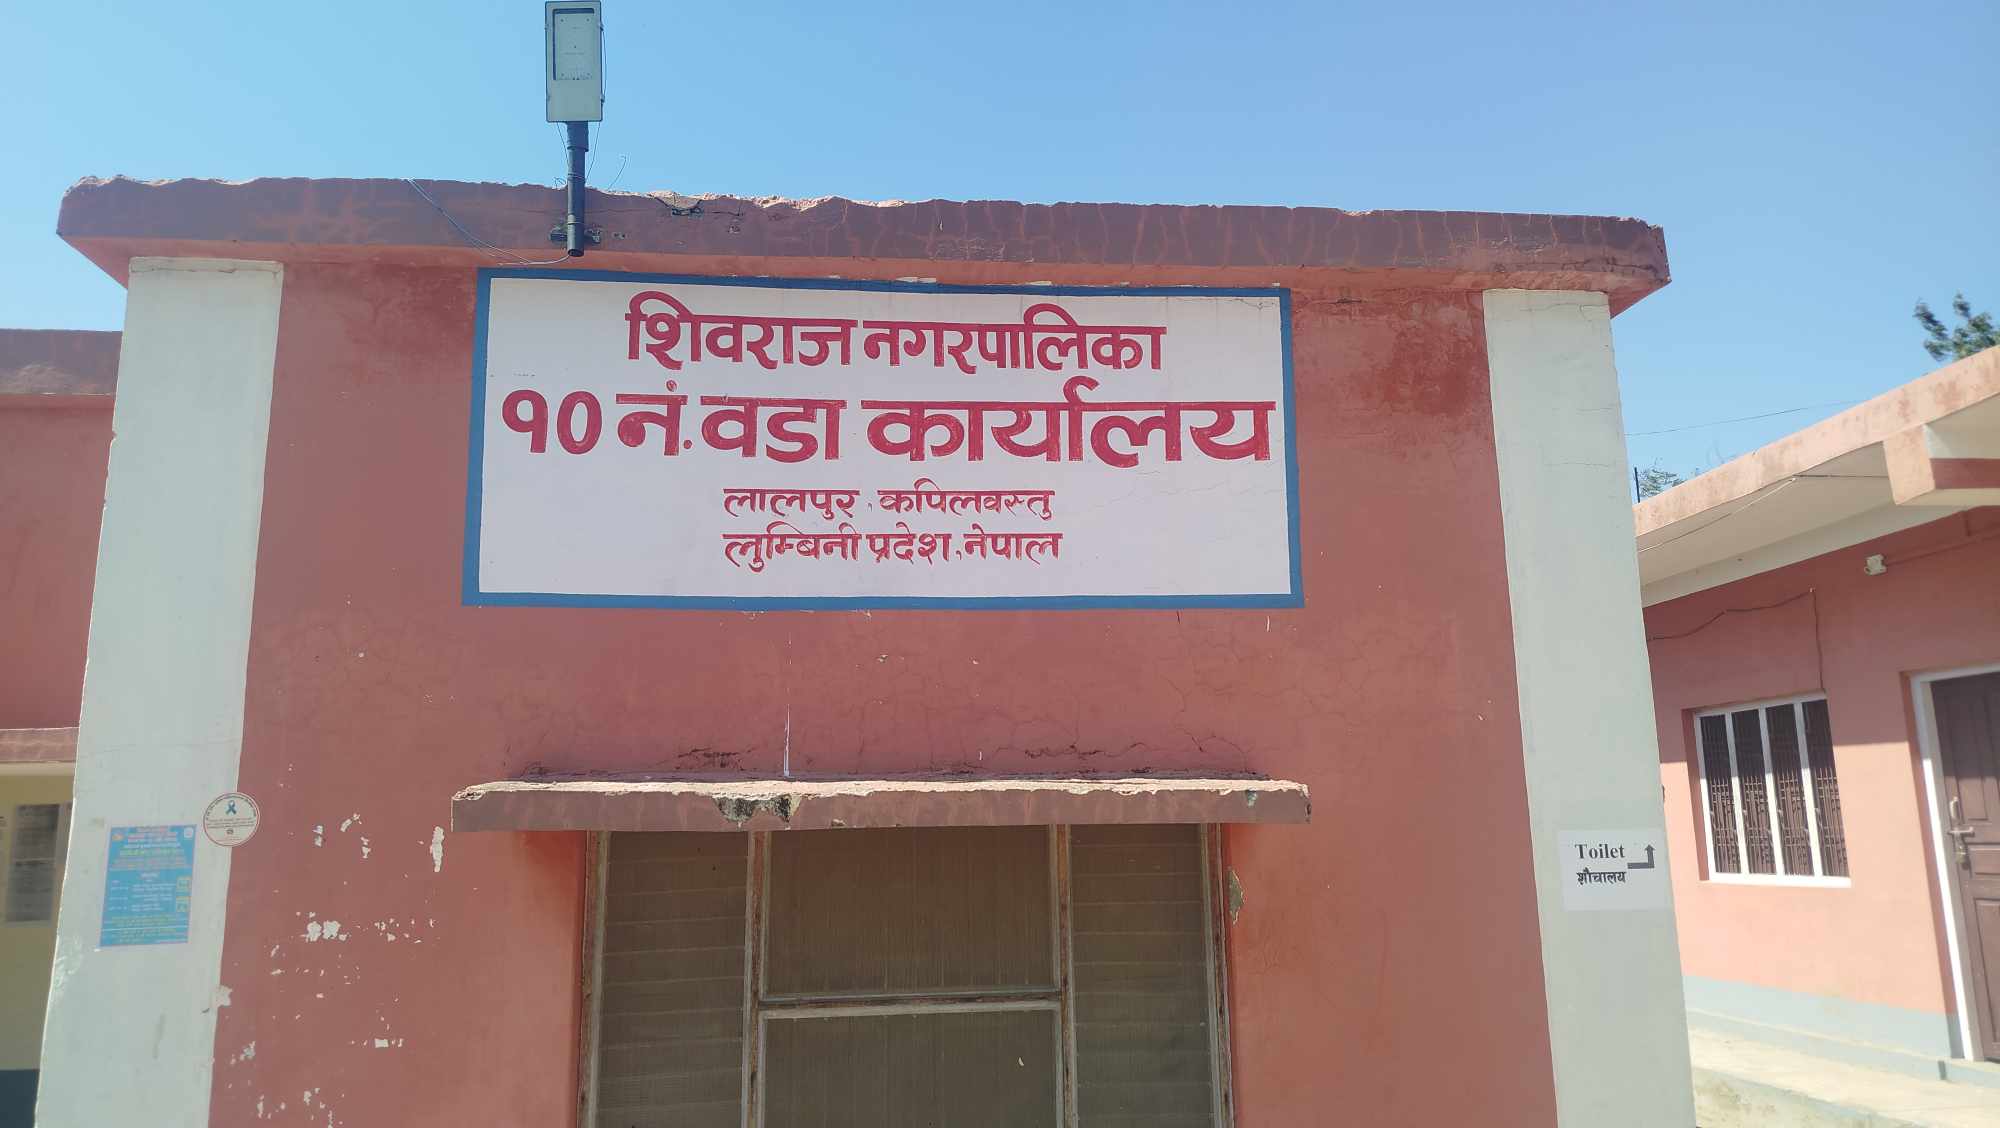 शिवराज नगरपालिका
१० नं. वडा कार्यालय
लालपुर, कपिलवस्तु
लुम्बिनी प्रदेश, नेपाल
Toilet
शौचालय